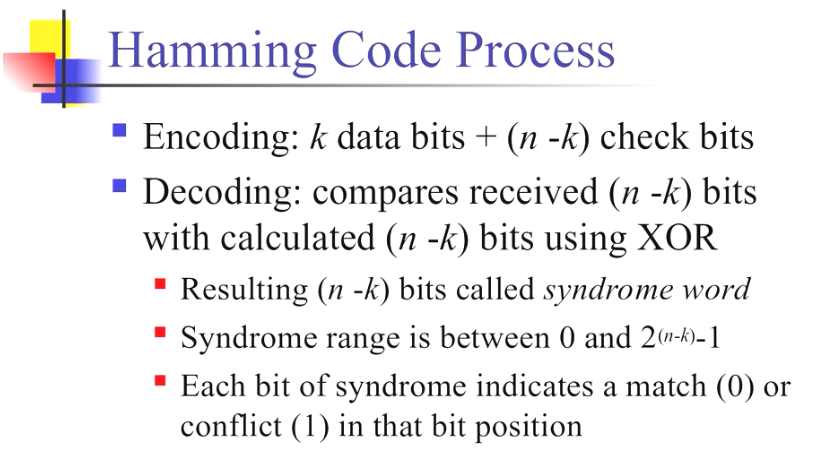 Hamming Code Process
Encoding: k data bits + (n -k) check bits
Decoding: compares received (n -k) bits
with calculated (n -k) bits using XOR
Resulting (n -k) bits called syndrome word
Syndrome range is between 0 and 2(n-k)-1
Each bit of syndrome indicates a match (0) or
conflict (1) in that bit position